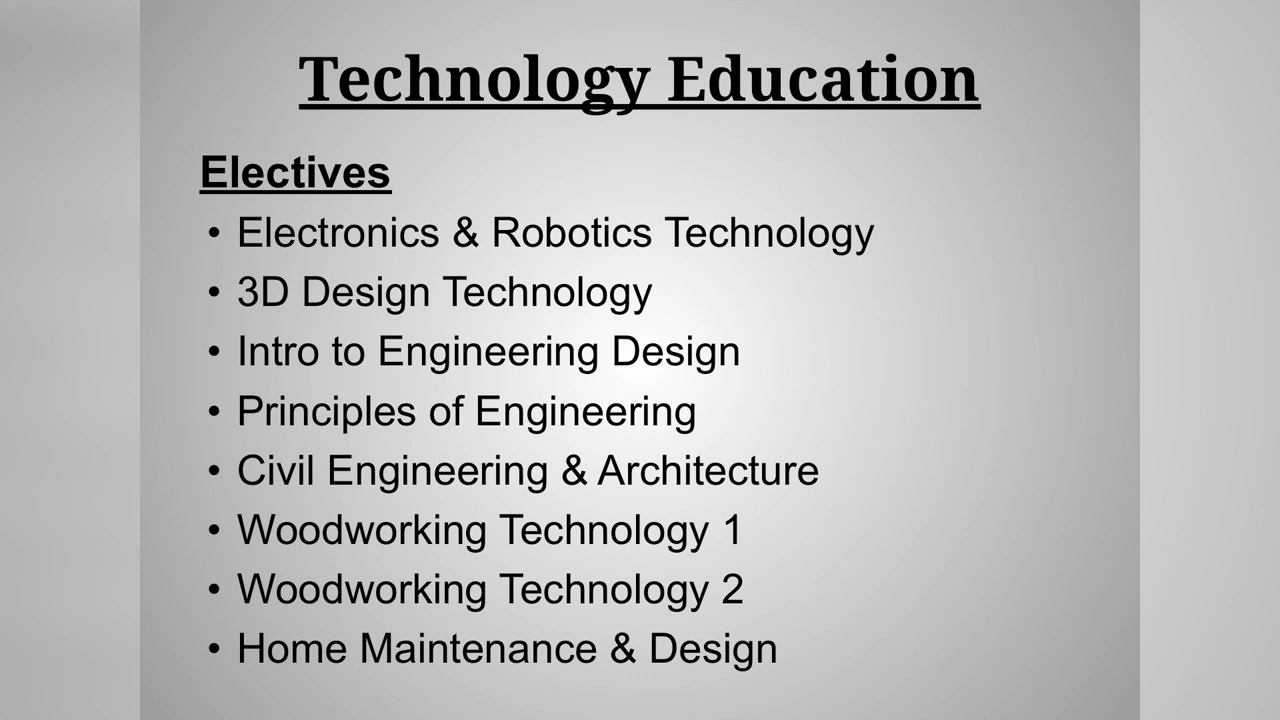 Technology Education
Electives
• Electronics & Robotics Technology
• 3D Design Technology
• Intro to Engineering Design
• Principles of Engineering
• Civil Engineering & Architecture
• Woodworking Technology 1
• Woodworking Technology 2
• Home Maintenance & Design